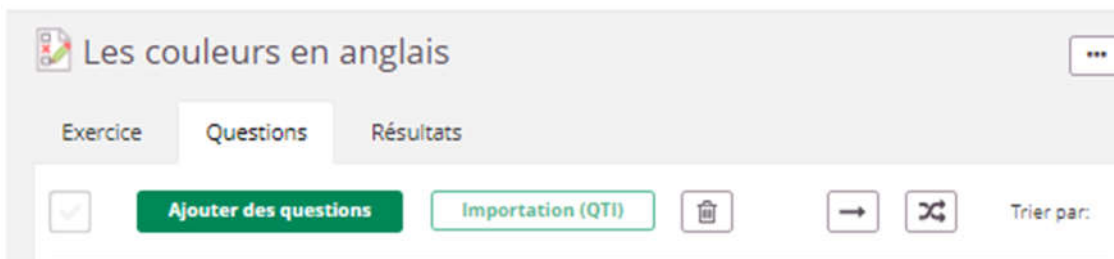 Les couleurs en anglais
Exercice Questions Résultats
Ajouter des questions Importation (QTI) Trier par: